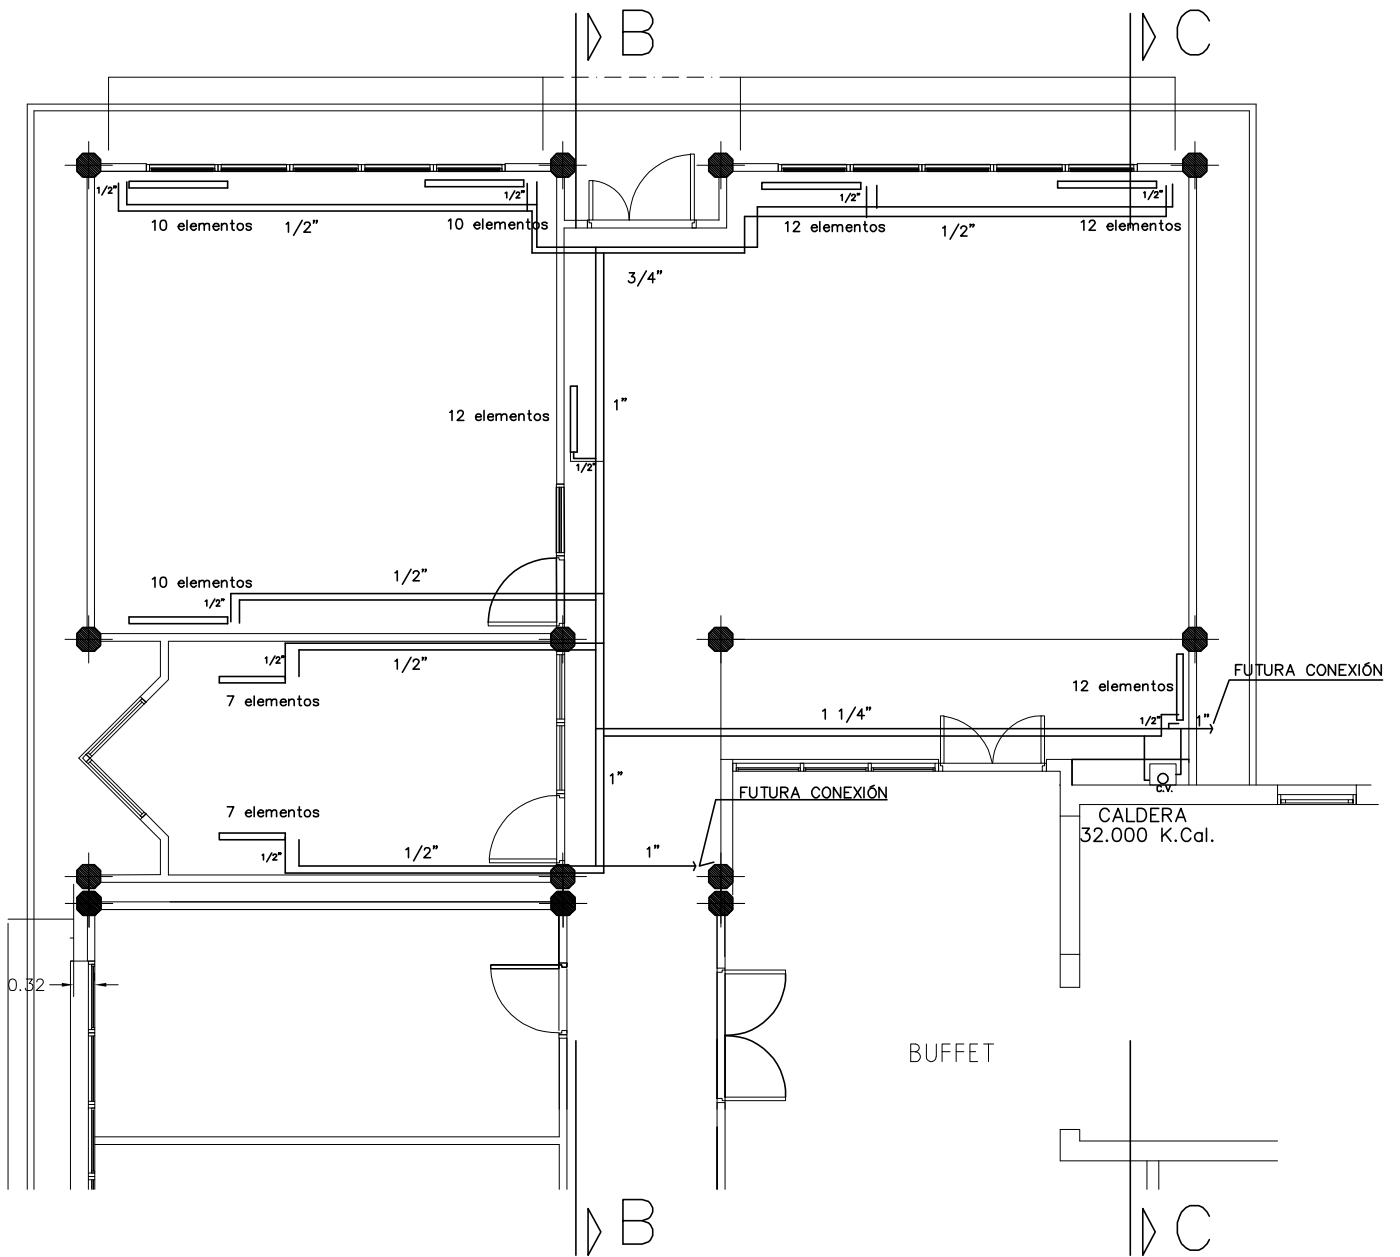 B
C
1/2"
1/2"
1/2"
1/2"
10 elementos
1/2"
10 elementos
12 elementos
1/2"
12 elementos
3/4"
12 elementos
1"
1/2"
10 elementos
1/2"
1/2"
1/2"
1/2"
7 elementos
12 elementos
FUTURA CONEXIÓN
1 1/4"
1/2"
1"
1"
FUTURA CONEXIÓN
C.V.
7 elementos
CALDERA
32.000 K.Cal.
1/2"
1/2"
1"
0.32
BUFFET
B
C